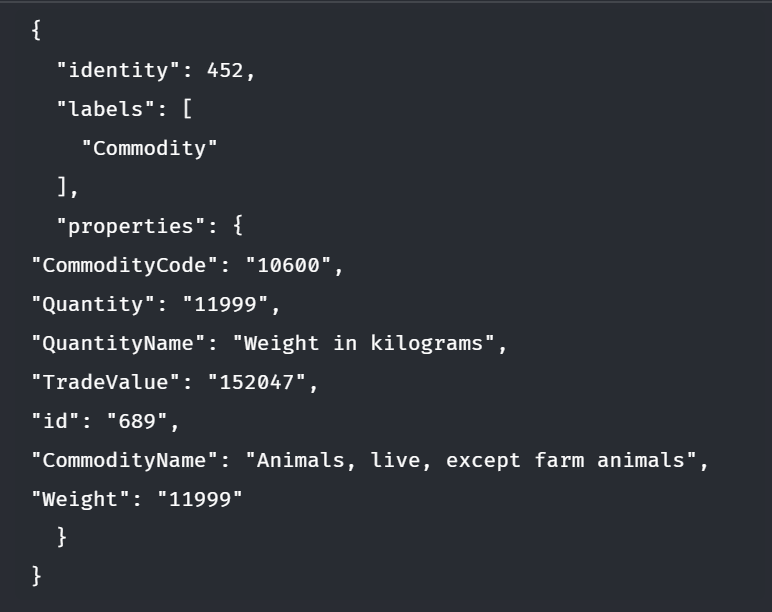 {
  "identity": 452,
  "labels": [
    "Commodity"
  ],
  "properties": {
"CommodityCode": "10600",
"Quantity": "11999",
"QuantityName": "Weight in kilograms",
"TradeValue": "152047",
"id": "689",
"CommodityName": "Animals, live, except farm animals",
"Weight": "11999"
  }
}